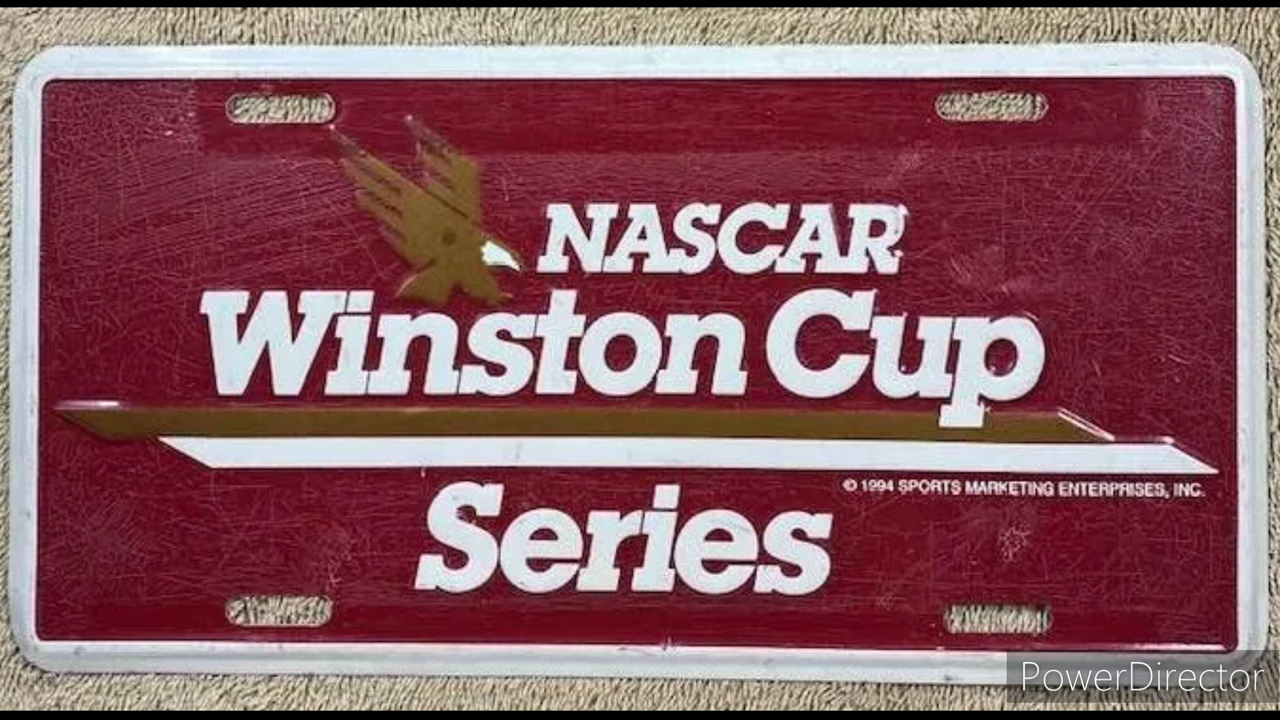 NASCAR
Winston Cup
© 1994 SPORTS MARKETING ENTERPRISES, INC.
Series
PowerDirector